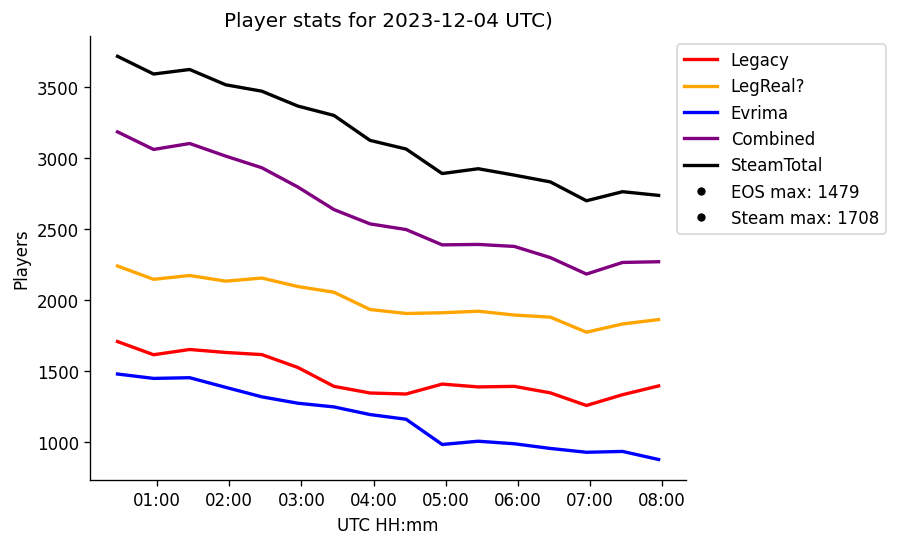 Player stats for 2023-12-04 UTC)
Legacy
LegReal?
Evrima
Combined
SteamTotal
EOS max: 1479
Steam max: 1708
Players
3500
3000
2500
2000
1500
1000
01:00 02:00 03:00 04:00 05:00 06:00 07:00 08:00
UTC HH:mm